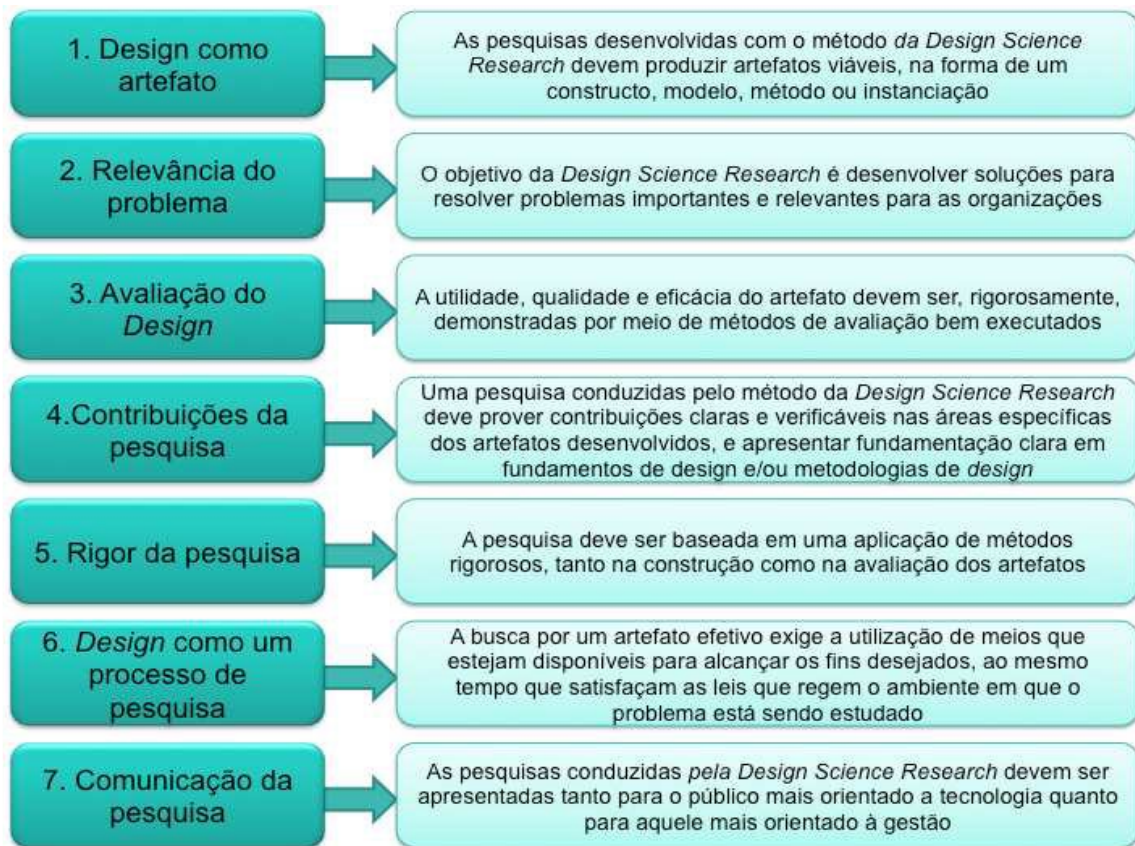 1. Design como
artefato
As pesquisas desenvolvidas com o método da Design Science
Research devem produzir artefatos viáveis, na forma de um
constructo, modelo, método ou instanciação
2. Relevância do
problema
O objetivo da Design Science Research é desenvolver soluções para
resolver problemas importantes e relevantes para as organizações
3. Avaliação do
Design
A utilidade, qualidade e eficácia do artefato devem ser, rigorosamente,
demonstradas por meio de métodos de avaliação bem executados
4.Contribuições da
pesquisa
Uma pesquisa conduzidas pelo método da Design Science Research
deve prover contribuições claras e verificáveis nas áreas específicas
dos artefatos desenvolvidos, e apresentar fundamentação clara em
fundamentos de design e/ou metodologias de design
5. Rigor da pesquisa
A pesquisa deve ser baseada em uma aplicação de métodos
rigorosos, tanto na construção como na avaliação dos artefatos
6. Design como um
processo de
pesquisa
A busca por um artefato efetivo exige a utilização de meios que
estejam disponíveis para alcançar os fins desejados, ao mesmo
tempo que satisfaçam as leis que regem o ambiente em que o
problema está sendo estudado
7. Comunicação da
pesquisa
As pesquisas conduzidas pela Design Science Research devem ser
apresentadas tanto para o público mais orientado a tecnologia quanto
para aquele mais orientado à gestão